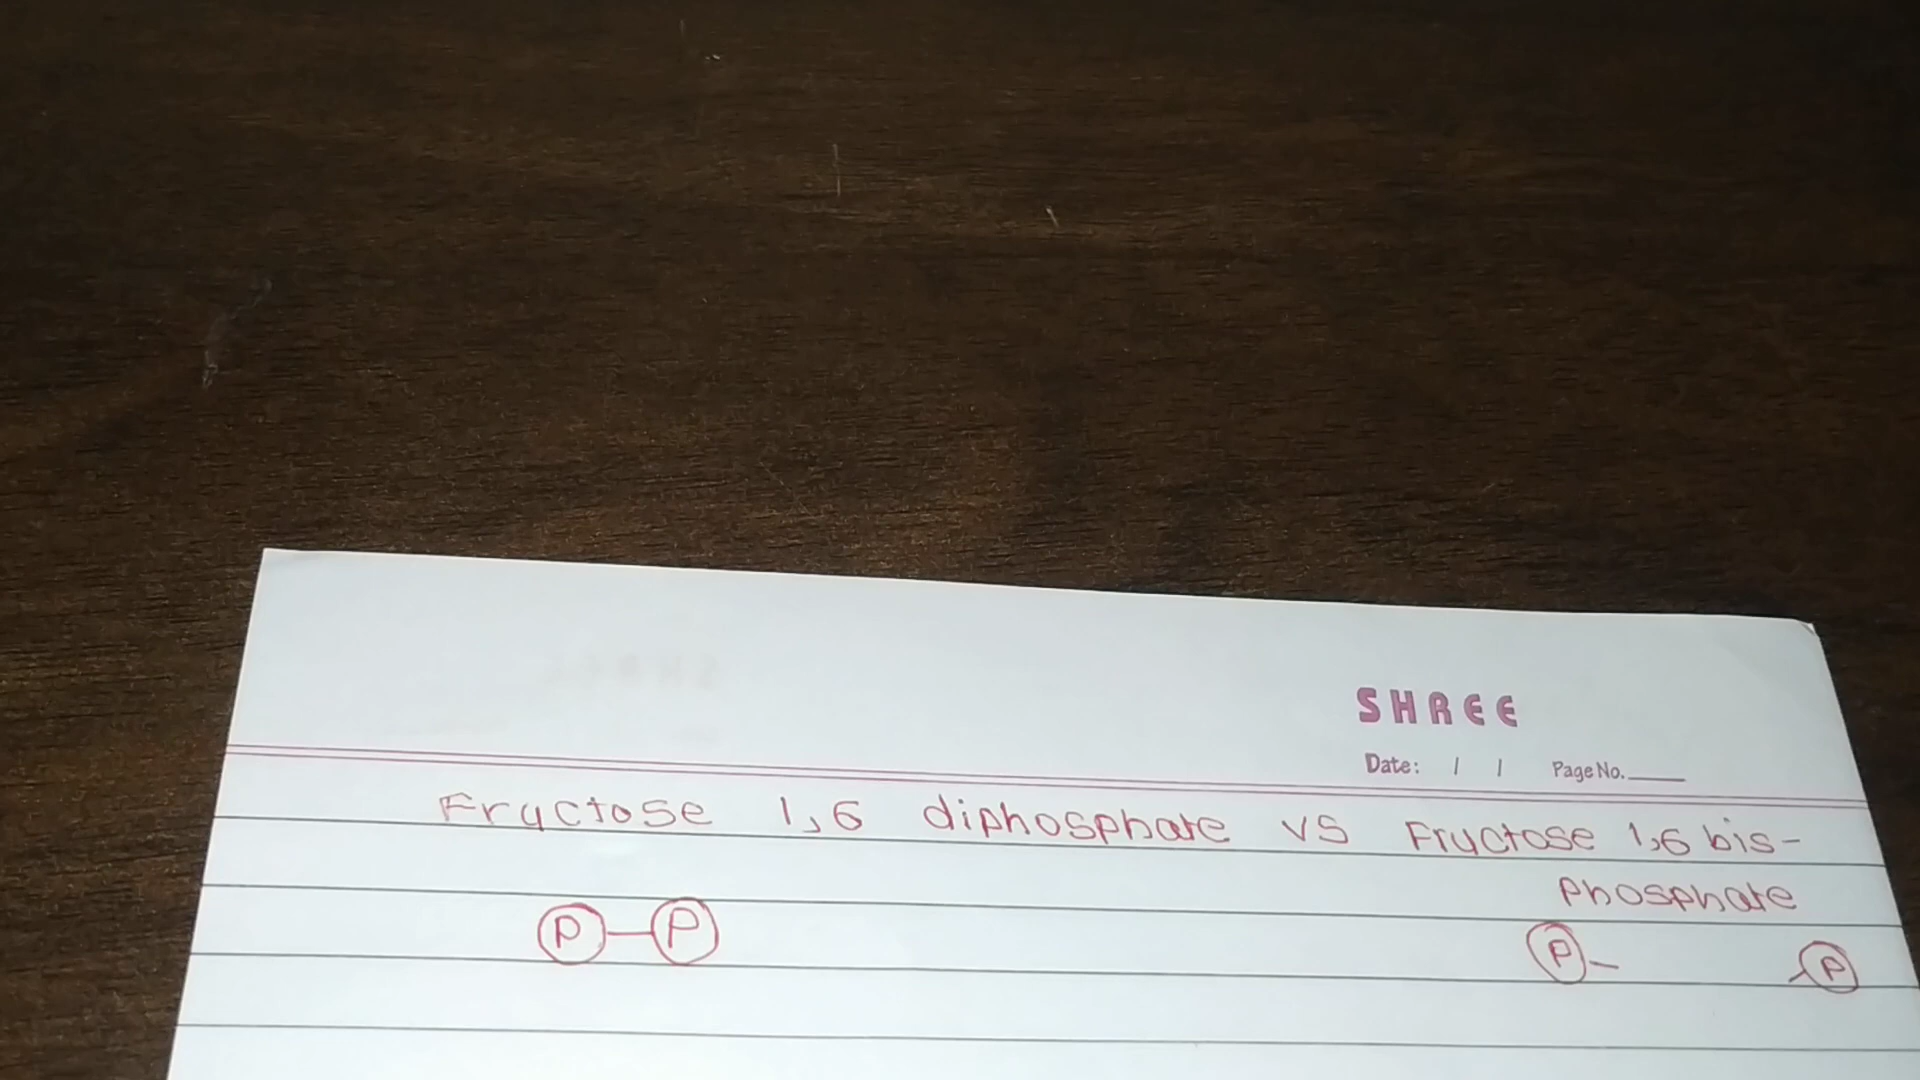 SHREE
Date: / / Page No.
Fructose 1,6 diphosphate vs Fructose 1,6 bis-
Phosphate
P P P P